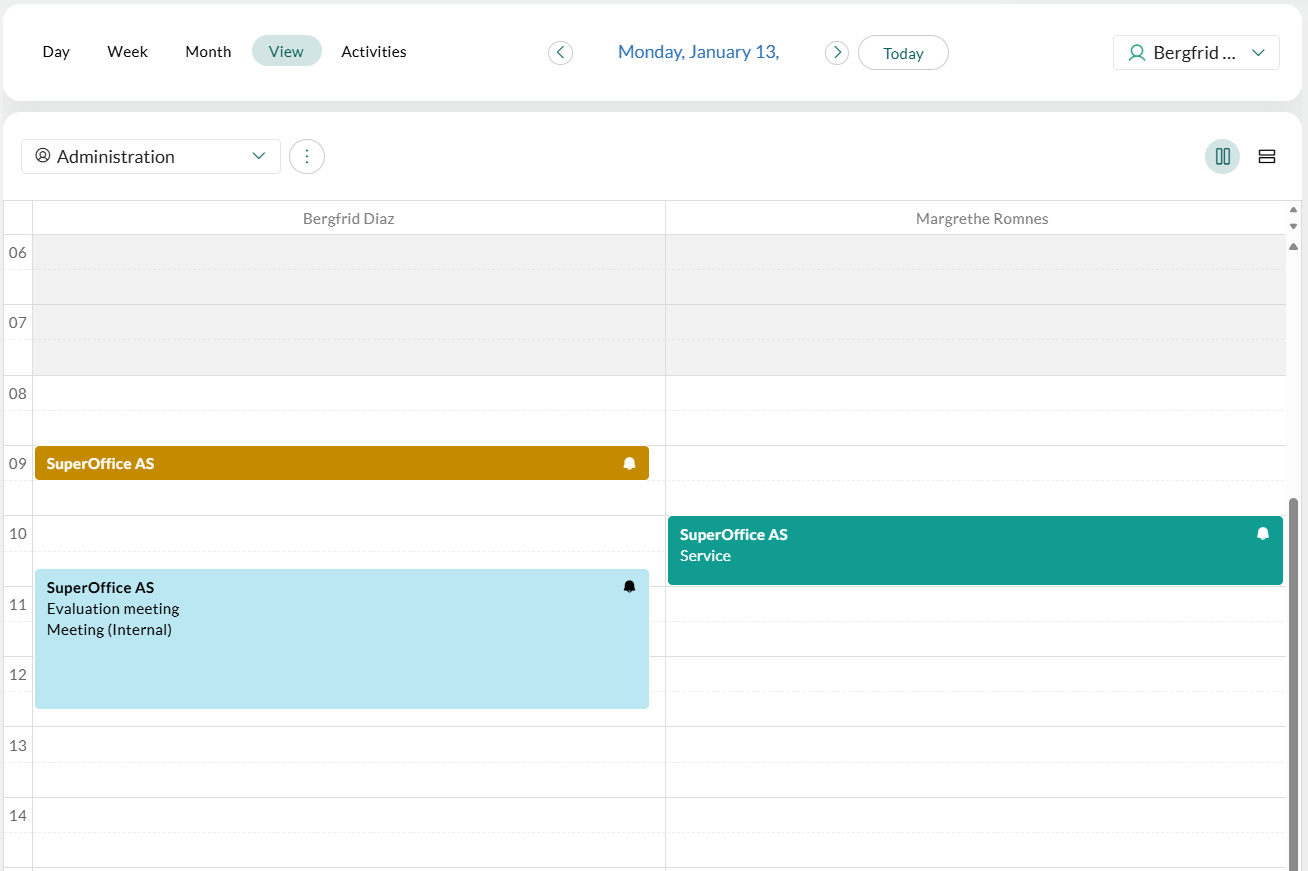 Day Week Month View Activities Monday, January 13, Today Bergfrid ...
Administration
Bergfrid Diaz Margrethe Romnes
06
07
08
09 SuperOffice AS
10 SuperOffice AS
Service
SuperOffice AS
11 Evaluation meeting
Meeting (Internal)
12
13
14